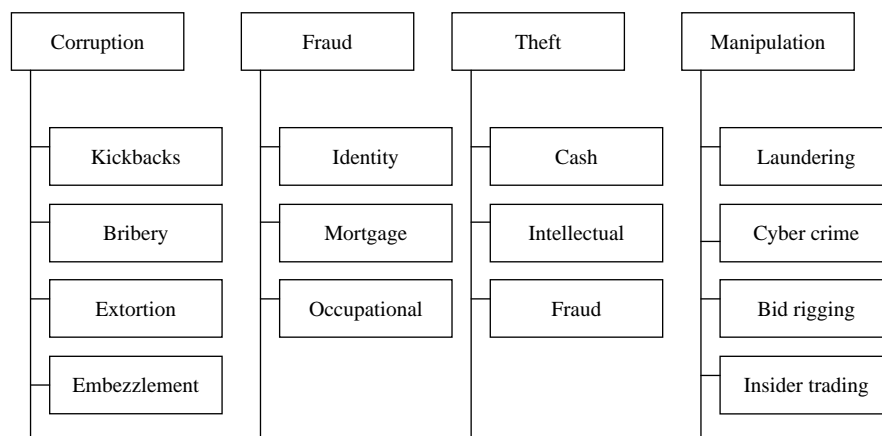 Corruption
Kickbacks
Bribery
Extortion
Embezzlement
Fraud
Identity
Mortgage
Occupational
Theft
Cash
Intellectual
Fraud
Manipulation
Laundering
Cyber crime
Bid rigging
Insider trading